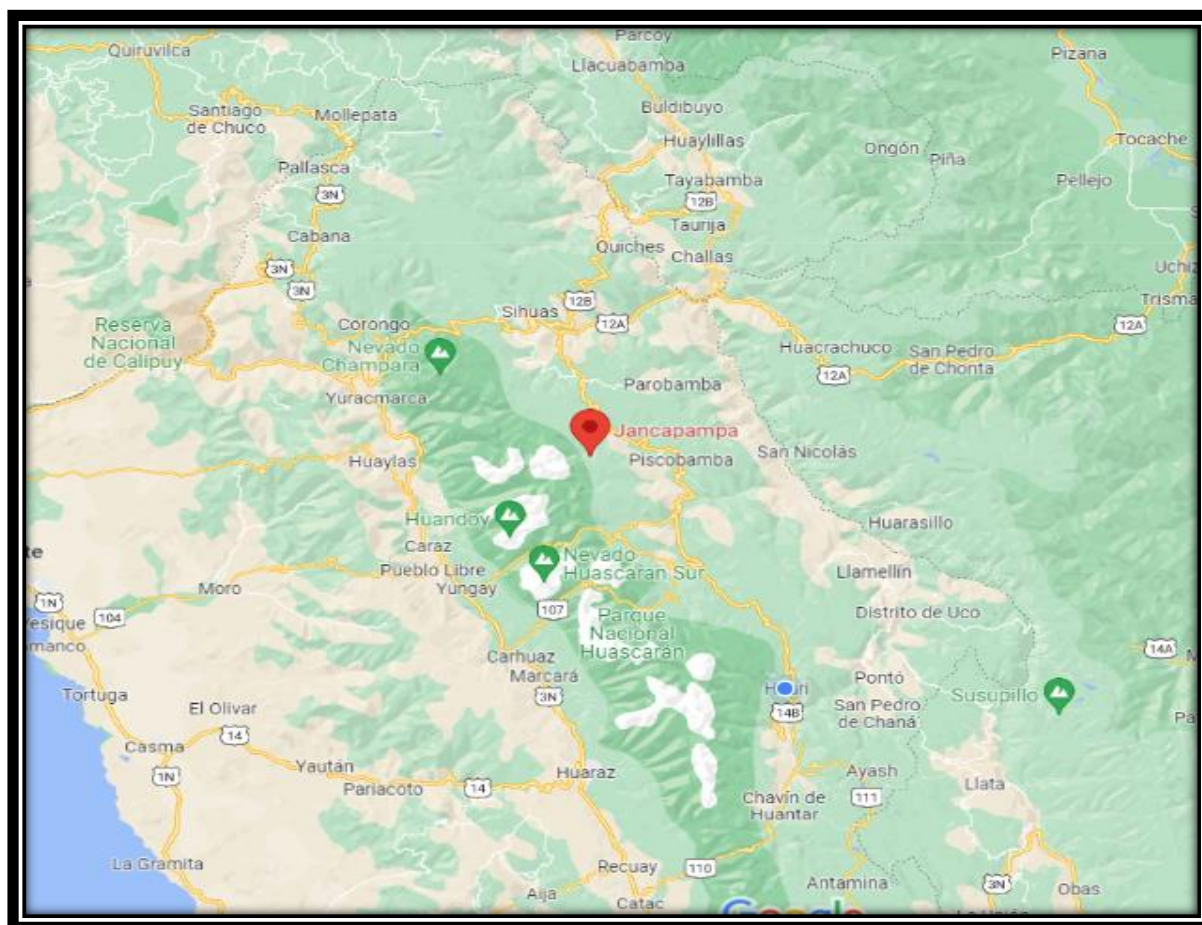 Parcoy
Quiruvilca
Llacuabamba
Pizana
Buldibuyo
Santiago
de Chuco
Mollepata
Huaylillas
Tocache
Ongón
Piña
Pallasca
Tayabamba
Pellejo
3N
12B
Taurija
Cabana
Quiches
Challas
3N
3N
Sihuas
12B
Reserva
Nacional
de Calipuy
Corongo
12A
12A
Nevado
Champara
Huacrachuco
San Pedro
de Chonta
12A
Parobamba
Yuracmarca
Jancapampa
Huaylas
Piscobamba
San Nicolás
Huandoy
Huarasillo
Caraz
Nevado
Huascaran Sur
Pueblo Libre
Llamellín
Moro
Yungay
1N
104
107
Distrito de Uco
Parque
Nacional
Huascarán
14A
Carhuaz
Marcará
Pontó
Tortuga
3N
Susupillo
El Olivar
14B
San Pedro
de Chaná
14
Casma
1N
Yaután
Huaraz
Ayash
Llata
Pariacoto
14
Chavín de
Huantar
111
La Gramita
Recuay
110
Antamina
3N
Obas
Aija
Catac